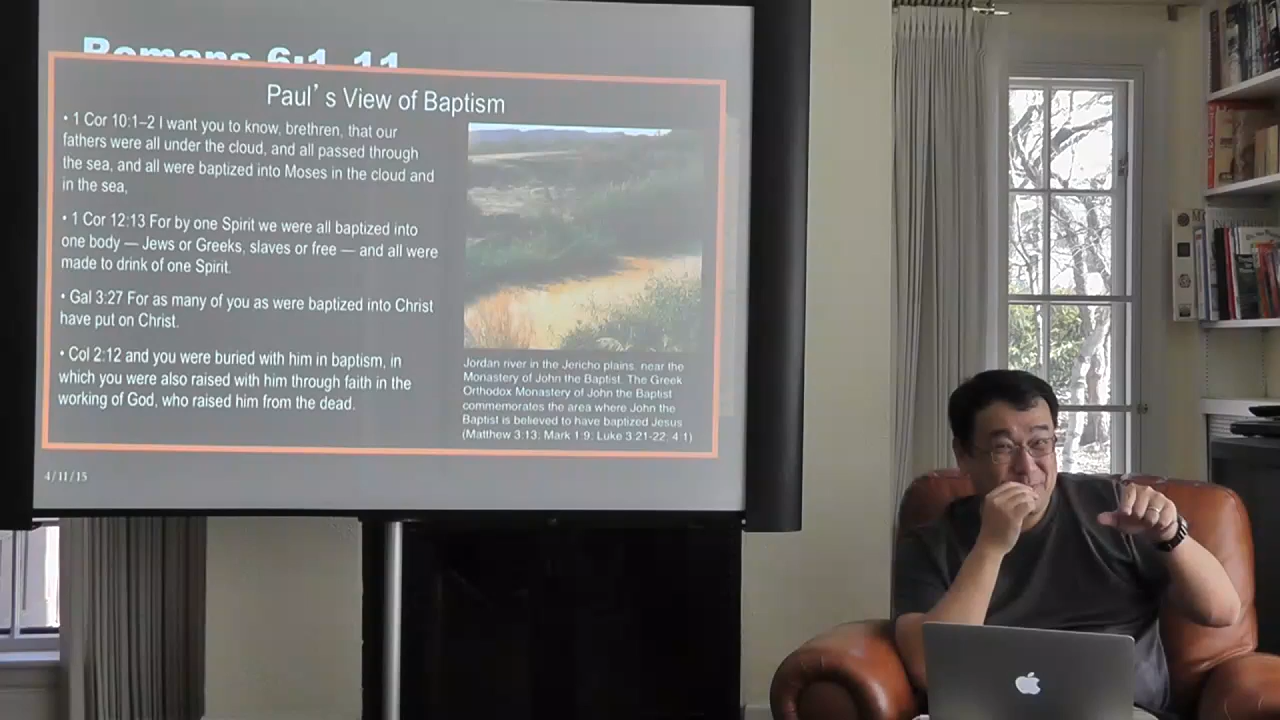 Romans 6:1–11
Paul's View of Baptism
• 1 Cor 10:1–2 I want you to know, brethren, that our
fathers were all under the cloud, and all passed through
the sea, and all were baptized into Moses in the cloud and
in the sea,
• 1 Cor 12:13 For by one Spirit we were all baptized into
one body — Jews or Greeks, slaves or free — and all were
made to drink of one Spirit.
• Gal 3:27 For as many of you as were baptized into Christ
have put on Christ.
• Col 2:12 and you were buried with him in baptism, in
which you were also raised with him through faith in the
working of God, who raised him from the dead.
Jordan river in the Jericho plains, near the
Monastery of John the Baptist. The Greek
Orthodox Monastery of John the Baptist
commemorates the area where John the
Baptist is believed to have baptized Jesus
(Matthew 3:13; Mark 1:9; Luke 3:21-22; 4:1)
4/11/15